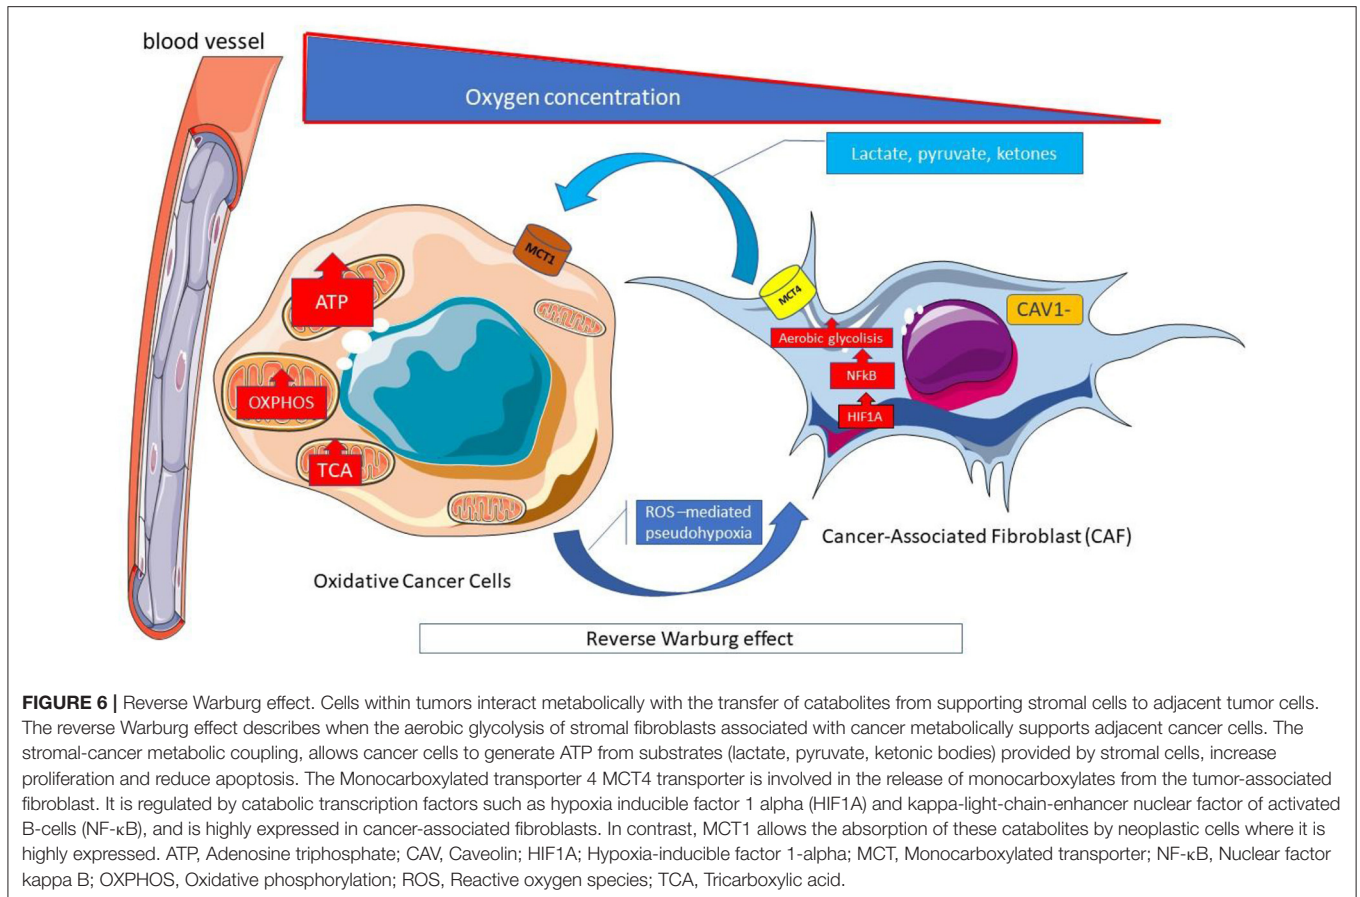 blood vessel
Oxygen concentration
Lactate, pyruvate, ketones
MCT1
MCT4
ATP
CAV1-
Aerobic glycolisis
NFkB
OXPHOS
HIF1A
TCA
ROS–mediated
pseudohypoxia
Cancer-Associated Fibroblast (CAF)
Oxidative Cancer Cells
Reverse Warburg effect
FIGURE 6 | Reverse Warburg effect. Cells within tumors interact metabolically with the transfer of catabolites from supporting stromal cells to adjacent tumor cells.
The reverse Warburg effect describes when the aerobic glycolysis of stromal fibroblasts associated with cancer metabolically supports adjacent cancer cells. The
stromal-cancer metabolic coupling, allows cancer cells to generate ATP from substrates (lactate, pyruvate, ketonic bodies) provided by stromal cells, increase
proliferation and reduce apoptosis. The Monocarboxylated transporter 4 MCT4 transporter is involved in the release of monocarboxylates from the tumor-associated
fibroblast. It is regulated by catabolic transcription factors such as hypoxia inducible factor 1 alpha (HIF1A) and kappa-light-chain-enhancer nuclear factor of activated
B-cells (NF-κB), and is highly expressed in cancer-associated fibroblasts. In contrast, MCT1 allows the absorption of these catabolites by neoplastic cells where it is
highly expressed. ATP, Adenosine triphosphate; CAV, Caveolin; HIF1A; Hypoxia-inducible factor 1-alpha; MCT, Monocarboxylated transporter; NF-κB, Nuclear factor
kappa B; OXPHOS, Oxidative phosphorylation; ROS, Reactive oxygen species; TCA, Tricarboxylic acid.